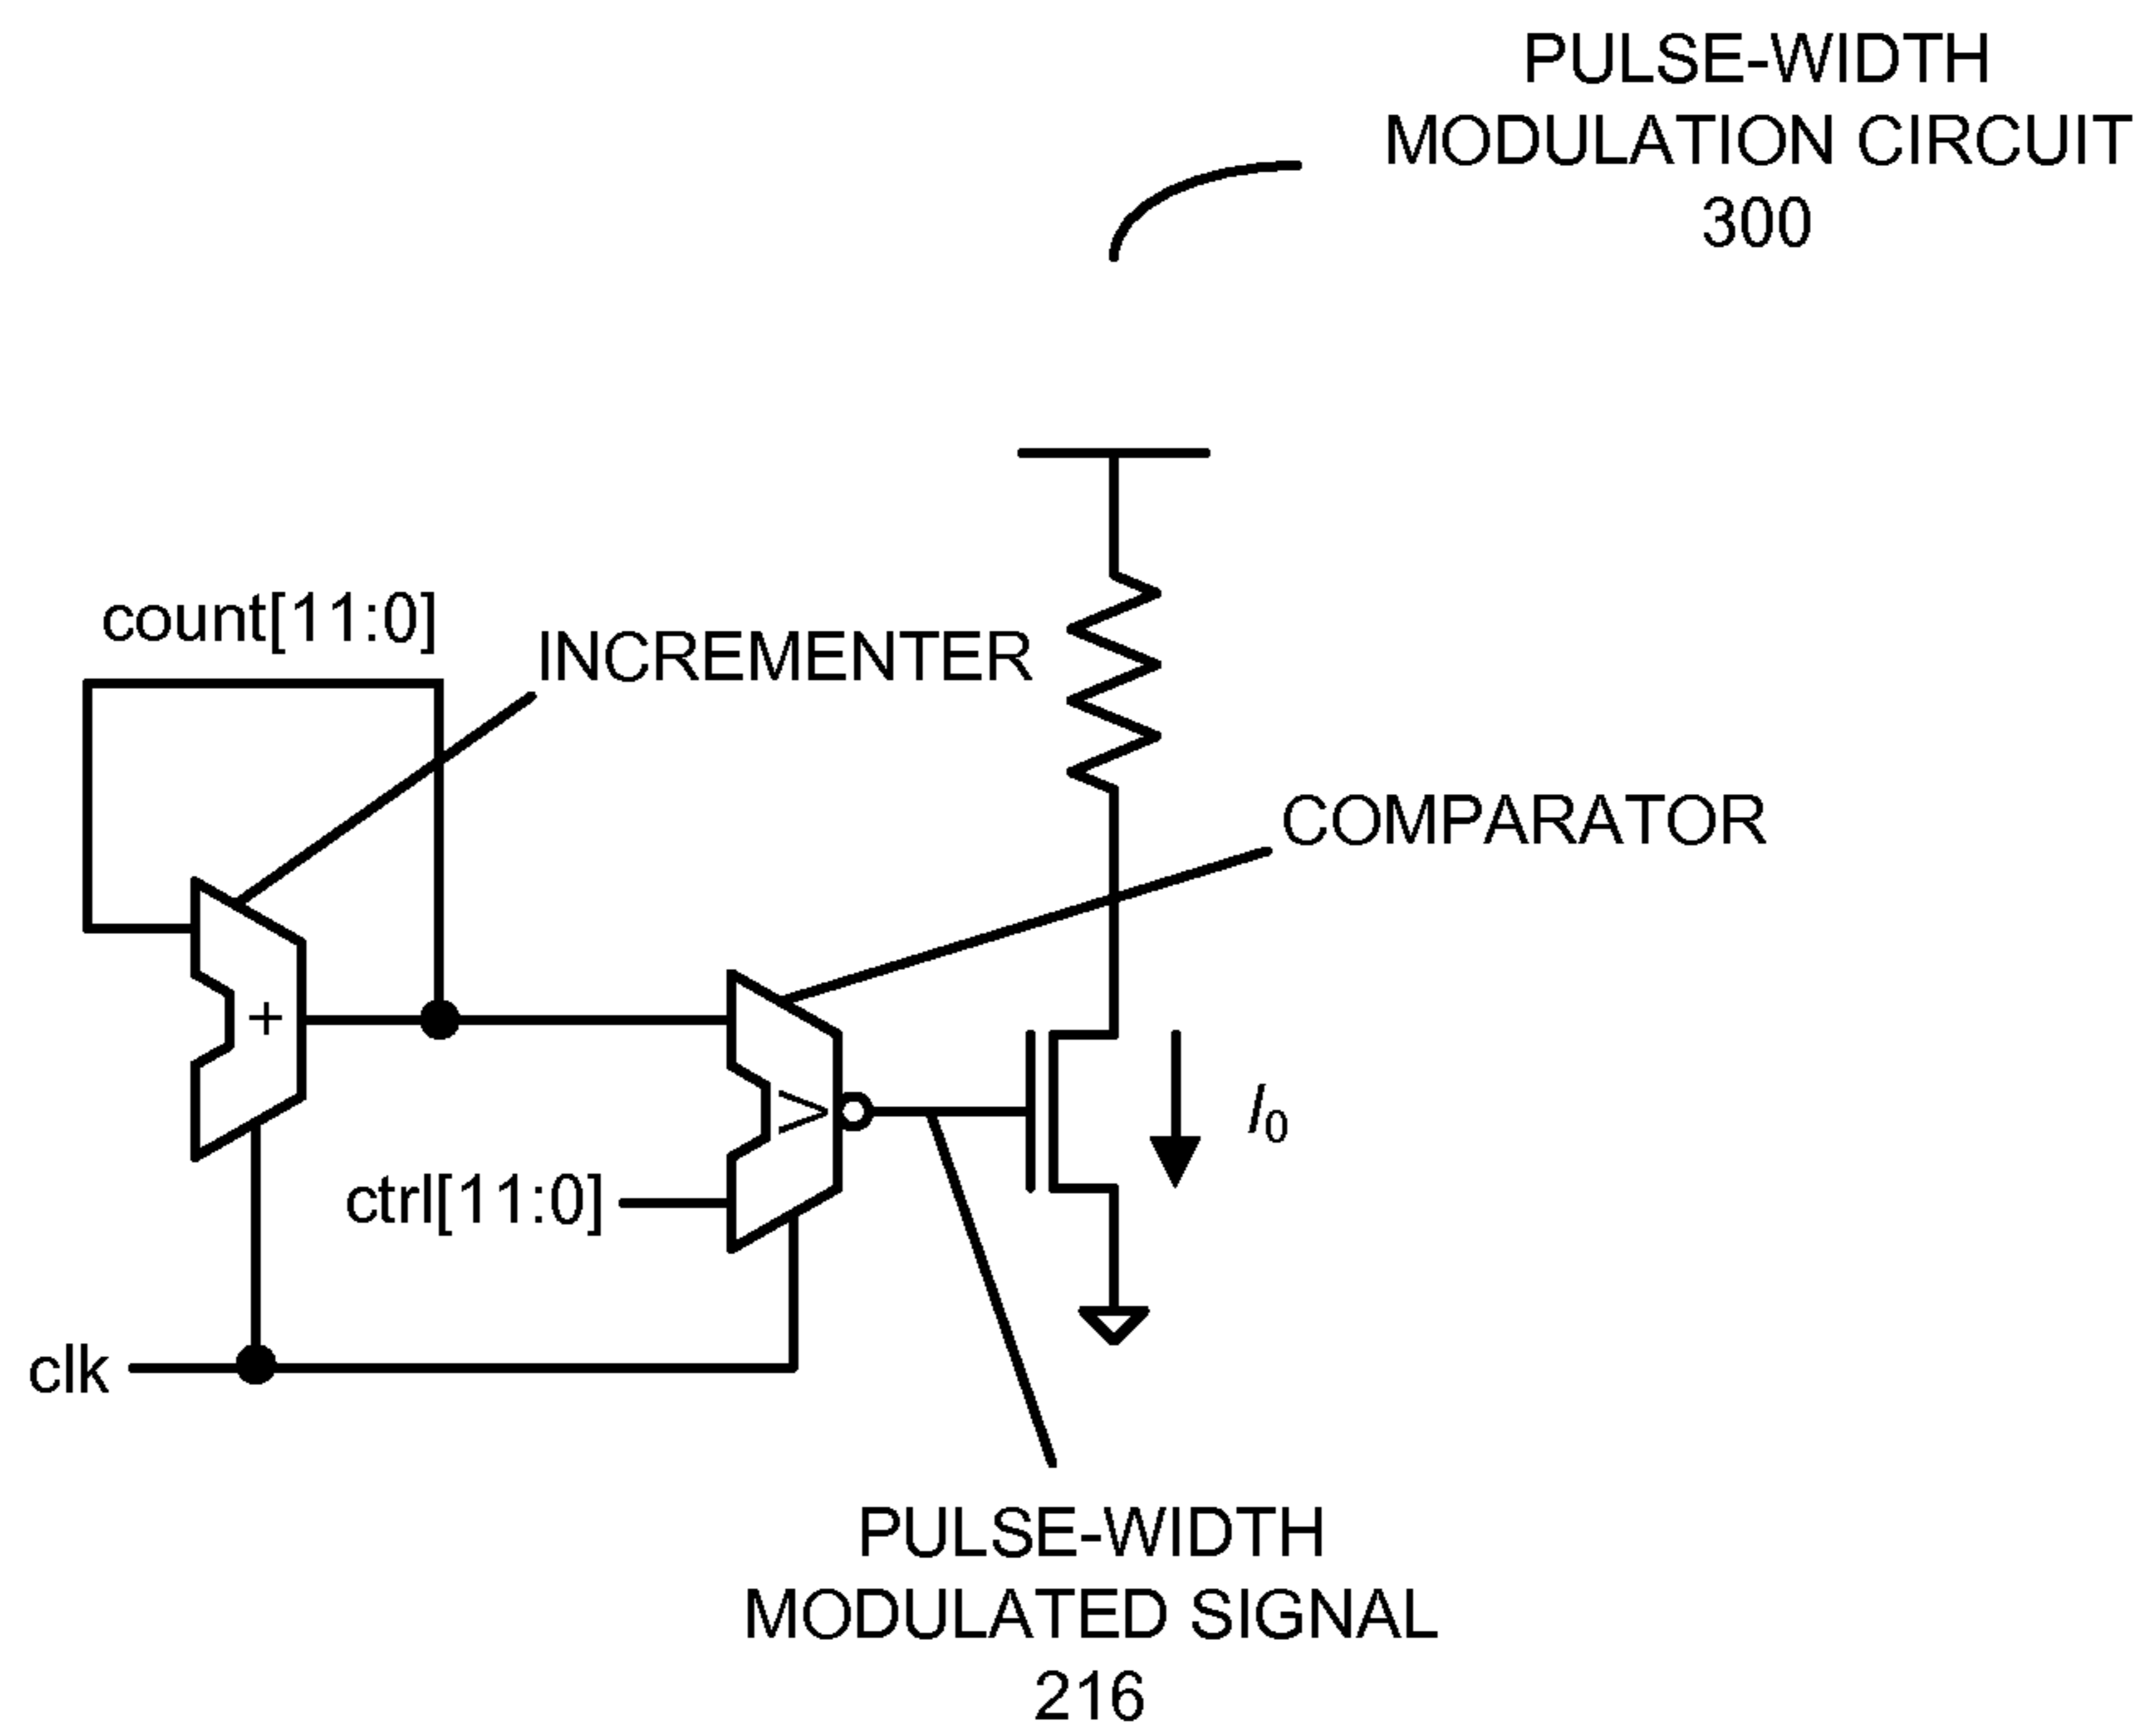 PULSE-WIDTH
MODULATION CIRCUIT
300
count[11:0]
INCREMENTER
COMPARATOR
+
>
I0
ctrl[11:0]
clk
PULSE-WIDTH
MODULATED SIGNAL
216